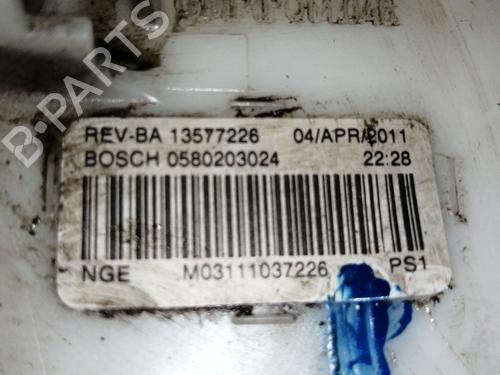 B-PARTS
REV-BA 13577226 04/APR/2011
BOSCH 0580203024 22:28
NGE M03111037226 PS1